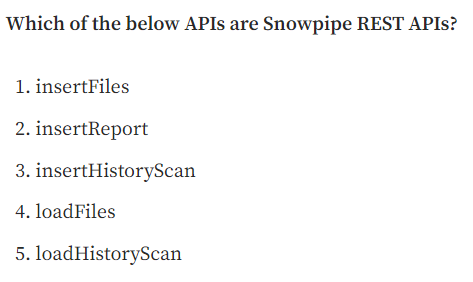 Which of the below APIs are Snowpipe REST APIs?
1. insertFiles
2. insertReport
3. insertHistoryScan
4. loadFiles
5. loadHistoryScan